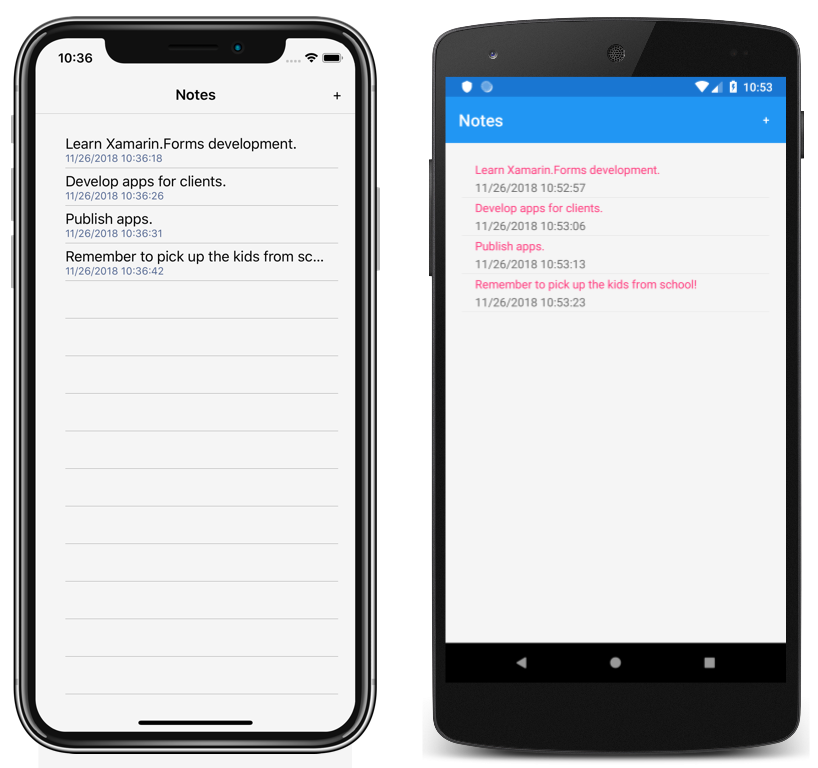 10:36
Notes
+
Learn Xamarin.Forms development.
11/26/2018 10:36:18
Develop apps for clients.
11/26/2018 10:36:26
Publish apps.
11/26/2018 10:36:31
Remember to pick up the kids from sc...
11/26/2018 10:36:42
10:53
Notes
+
Learn Xamarin.Forms development.
11/26/2018 10:52:57
Develop apps for clients.
11/26/2018 10:53:06
Publish apps.
11/26/2018 10:53:13
Remember to pick up the kids from school!
11/26/2018 10:53:23